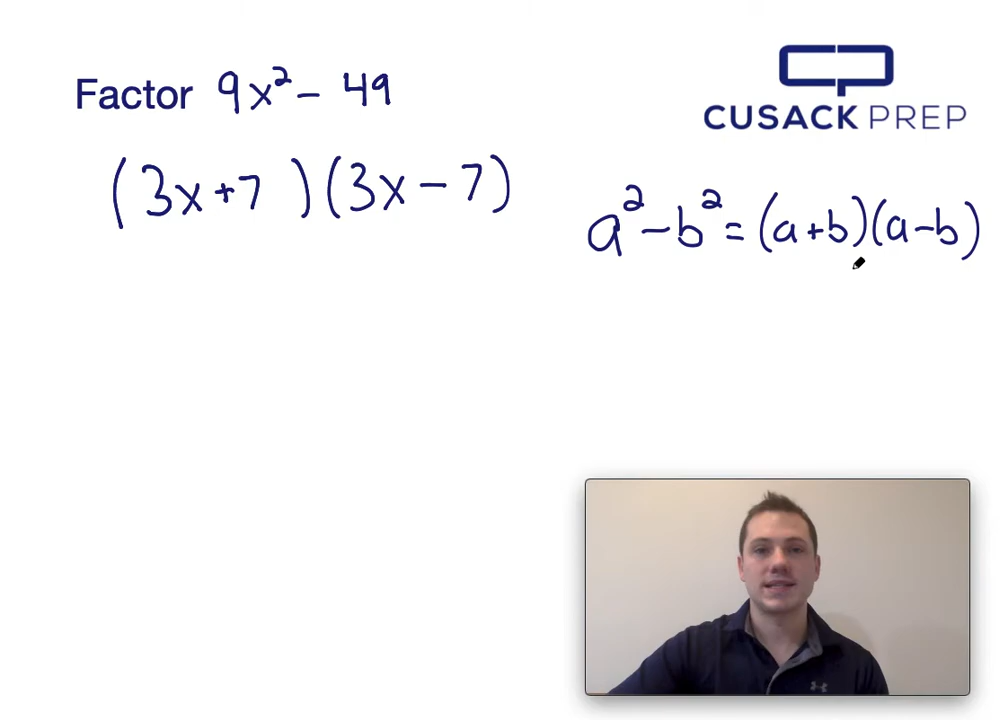 Factor 9x² - 49
CUSACK PREP
(3x+7)(3x-7)
a²-b²=(a+b)(a-b)